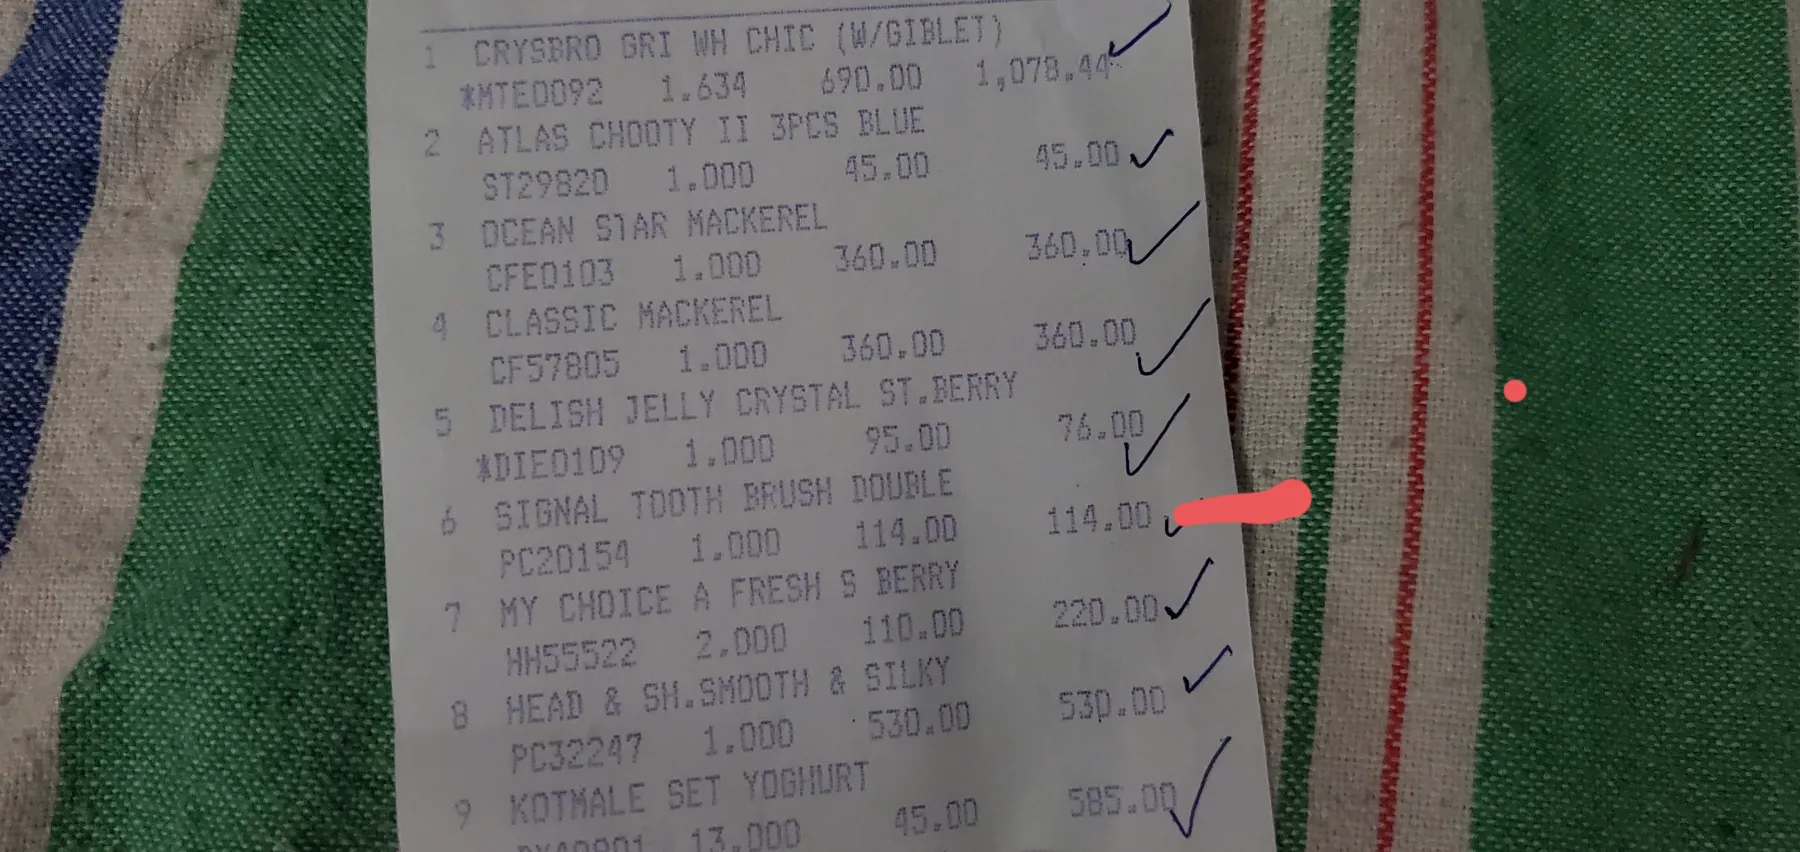 1 CRYSBRO GRI WH CHIC (W/GIBLET)
*MTE0092 1.634 690.00 1,078.44
2 ATLAS CHOOTY II 3PCS BLUE
ST29820 1.000 45.00 45.00
3 OCEAN STAR MACKEREL
CFE0103 1.000 360.00 360.00
4 CLASSIC MACKEREL
CF57805 1.000 360.00 360.00
5 DELISH JELLY CRYSTAL ST.BERRY
*DIE0109 1.000 95.00 76.00
6 SIGNAL TOOTH BRUSH DOUBLE
PC20154 1.000 114.00 114.00
7 MY CHOICE A FRESH S BERRY
HH55522 2.000 110.00 220.00
8 HEAD & SH.SMOOTH & SILKY
PC32247 1.000 530.00 530.00
9 KOTMALE SET YOGHURT
13.000 45.00 585.00